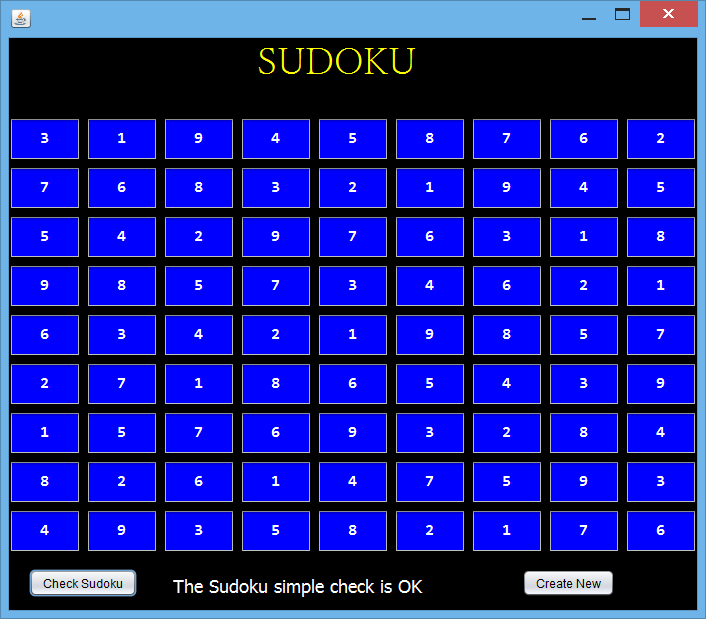 SUDOKU
3 1 9 4 5 8 7 6 2
7 6 8 3 2 1 9 4 5
5 4 2 9 7 6 3 1 8
9 8 5 7 3 4 6 2 1
6 3 4 2 1 9 8 5 7
2 7 1 8 6 5 4 3 9
1 5 7 6 9 3 2 8 4
8 2 6 1 4 7 5 9 3
4 9 3 5 8 2 1 7 6
Check Sudoku The Sudoku simple check is OK Create New